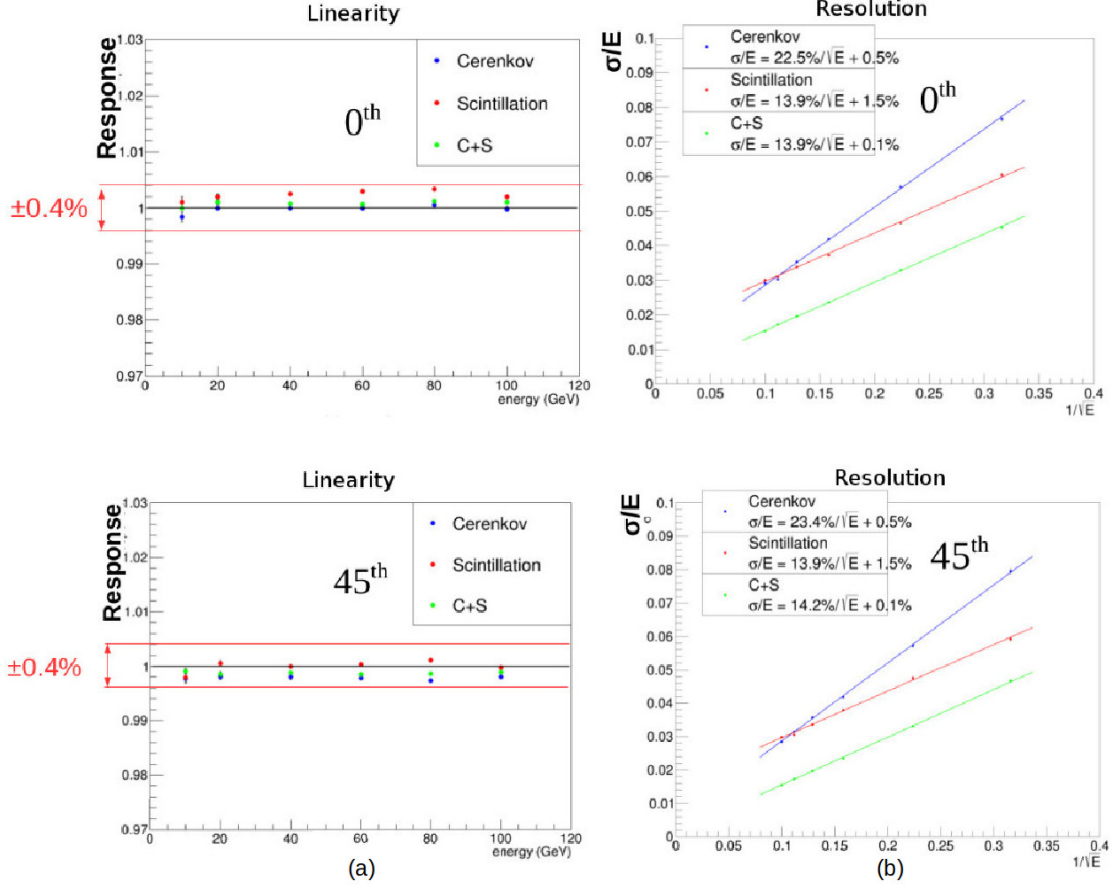 Linearity
Response
1.03
1.02
1.01
1
0.99
0.98
0.97
0
20
40
60
80
100
120
energy (GeV)
Cerenkov
Scintillation
C+S
0th
±0.4%
Resolution
σ/E
0.1
0.09
0.08
0.07
0.06
0.05
0.04
0.03
0.02
0.01
0
0
0.05
0.1
0.15
0.2
0.25
0.3
0.35
0.4
1/√E
Cerenkov
σ/E = 22.5%/√E + 0.5%
Scintillation
σ/E = 13.9%/√E + 1.5%
C+S
σ/E = 13.9%/√E + 0.1%
0th
Linearity
Response
1.03
1.02
1.01
1
0.99
0.98
0.97
0
20
40
60
80
100
120
energy (GeV)
Cerenkov
Scintillation
C+S
45th
±0.4%
(a)
Resolution
σ/E
0.1
0.09
0.08
0.07
0.06
0.05
0.04
0.03
0.02
0.01
0
0
0.05
0.1
0.15
0.2
0.25
0.3
0.35
0.4
1/√E
Cerenkov
σ/E = 23.4%/√E + 0.5%
Scintillation
σ/E = 13.9%/√E + 1.5%
C+S
σ/E = 14.2%/√E + 0.1%
45th
(b)